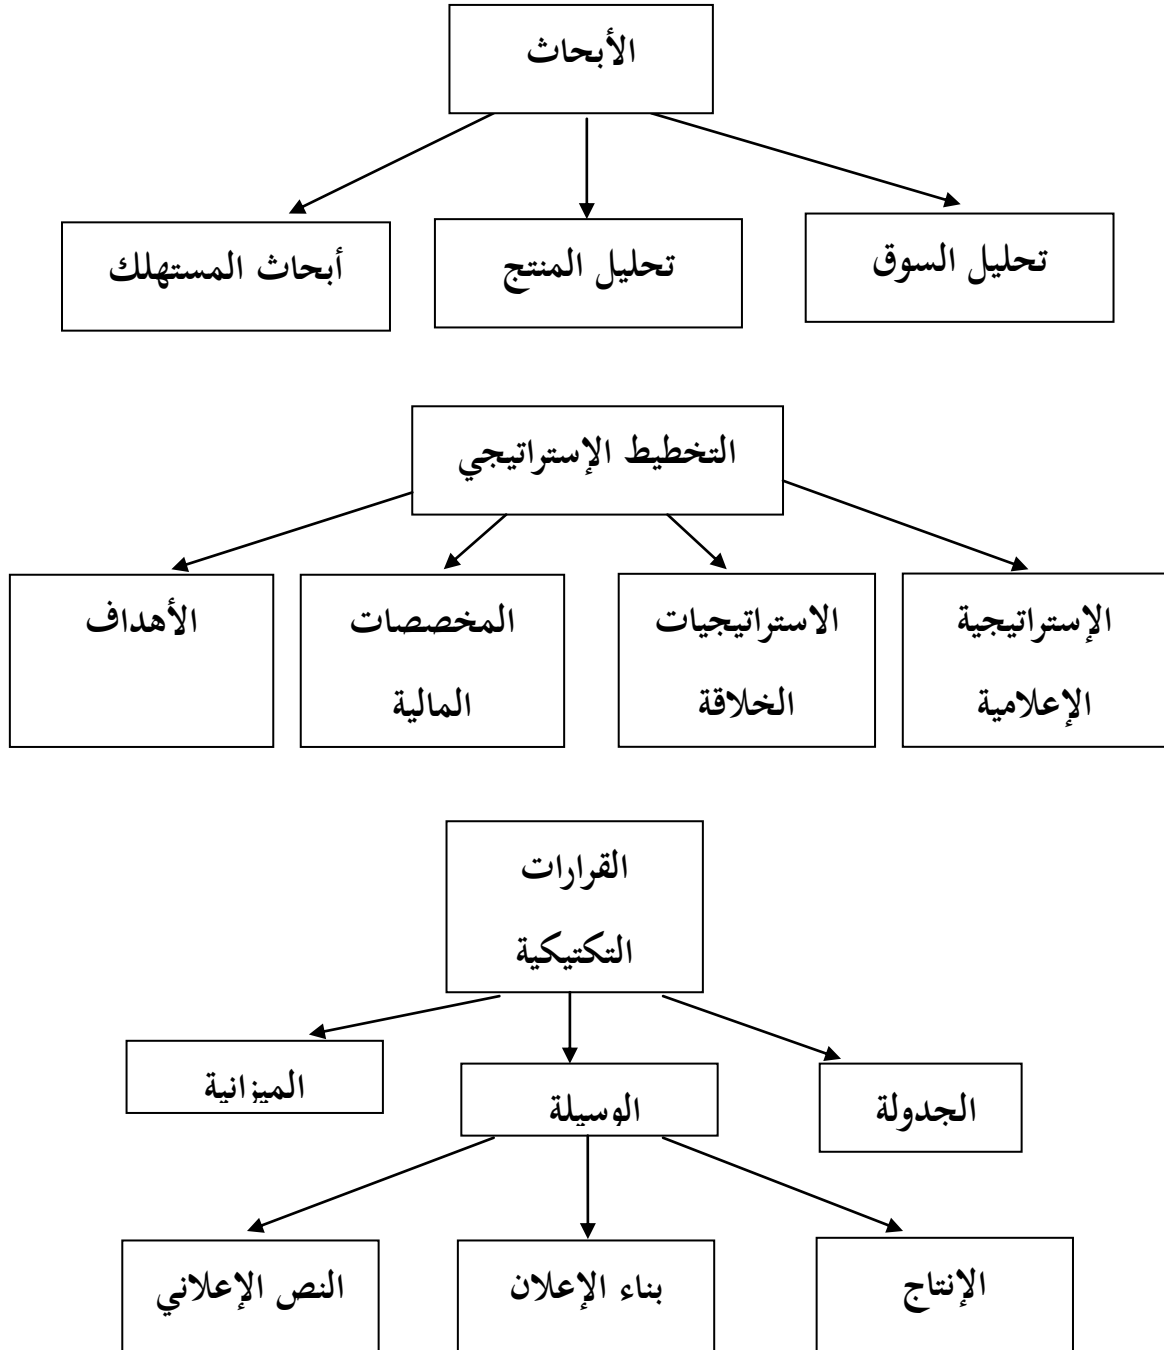 الأبحاث
تحليل السوق
تحليل المنتج
أبحاث المستهلك
التخطيط الإستراتيجي
الإستراتيجية
الإعلامية
الاستراتيجيات
الخلاقة
المخصصات
المالية
الأهداف
القرارات
التكتيكية
الجدولة
الوسيلة
الميزانية
الإنتاج
بناء الإعلان
النص الإعلاني